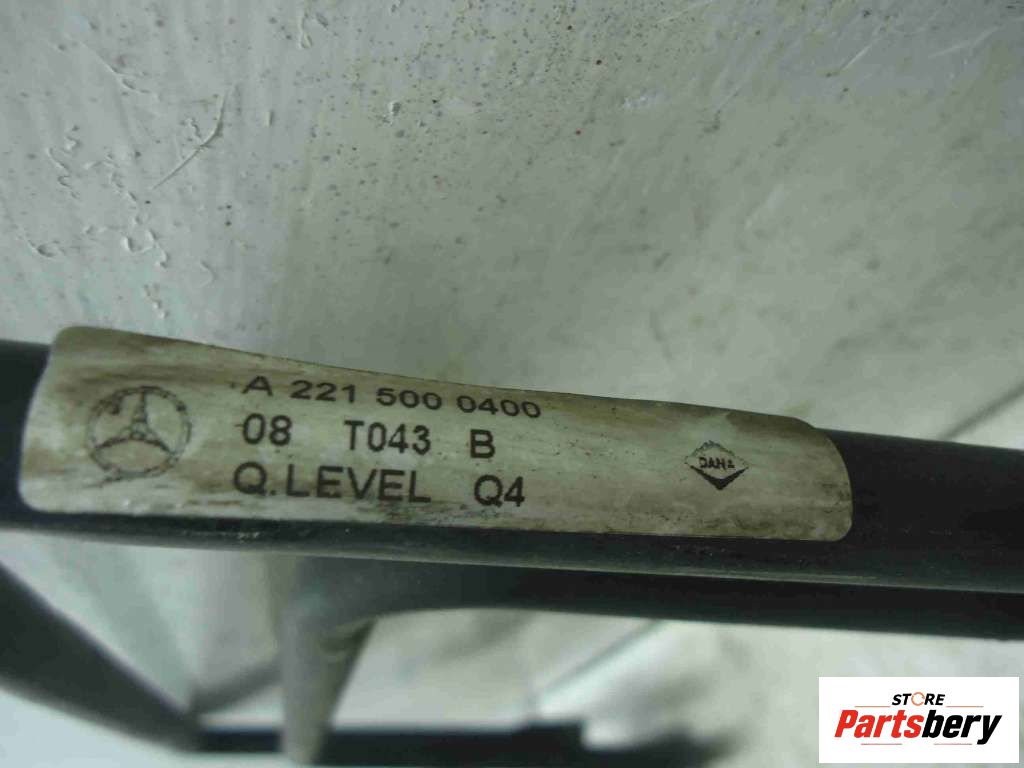 A 221 500 0400
08 T043 B
Q.LEVEL Q4
DANA
STORE
Partsbery